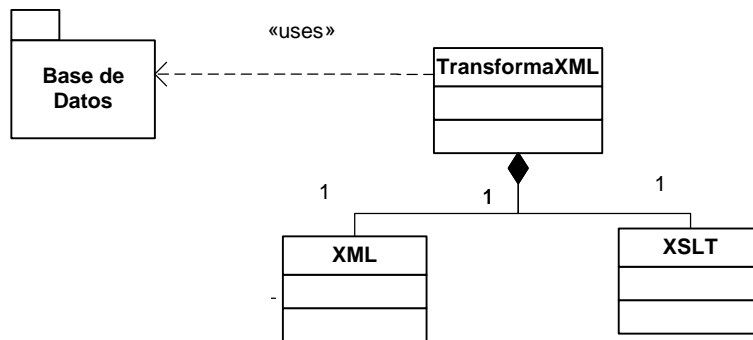 «uses»
Base de
Datos
TransformaXML
1
1
1
XML
XSLT
-